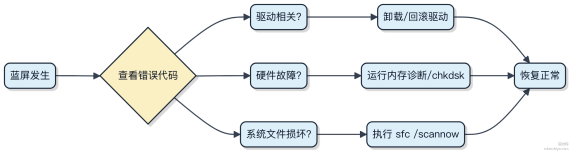 驱动相关?
卸载/回滚驱动
蓝屏发生
查看错误代码
硬件故障?
运行内存诊断/chkdsk
恢复正常
系统文件损坏?
执行 sfc /scannow